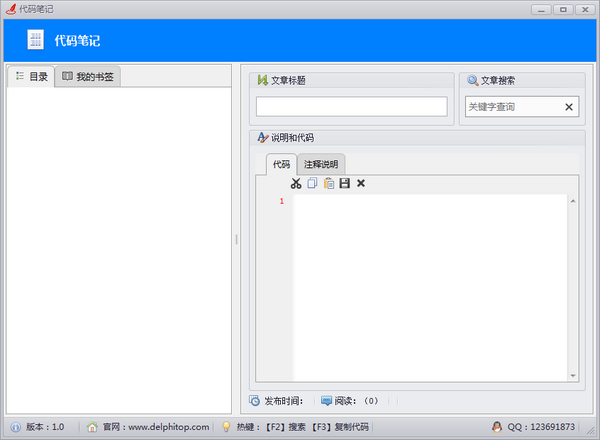 代码笔记
代码笔记
目录 我的书签
文章标题
文章搜索
关键字查询
说明和代码
代码 注释说明
1
发布时间： 阅读：（0）
版本：1.0 官网：www.delphitop.com 热键：【F2】搜索 【F3】复制代码 QQ：123691873